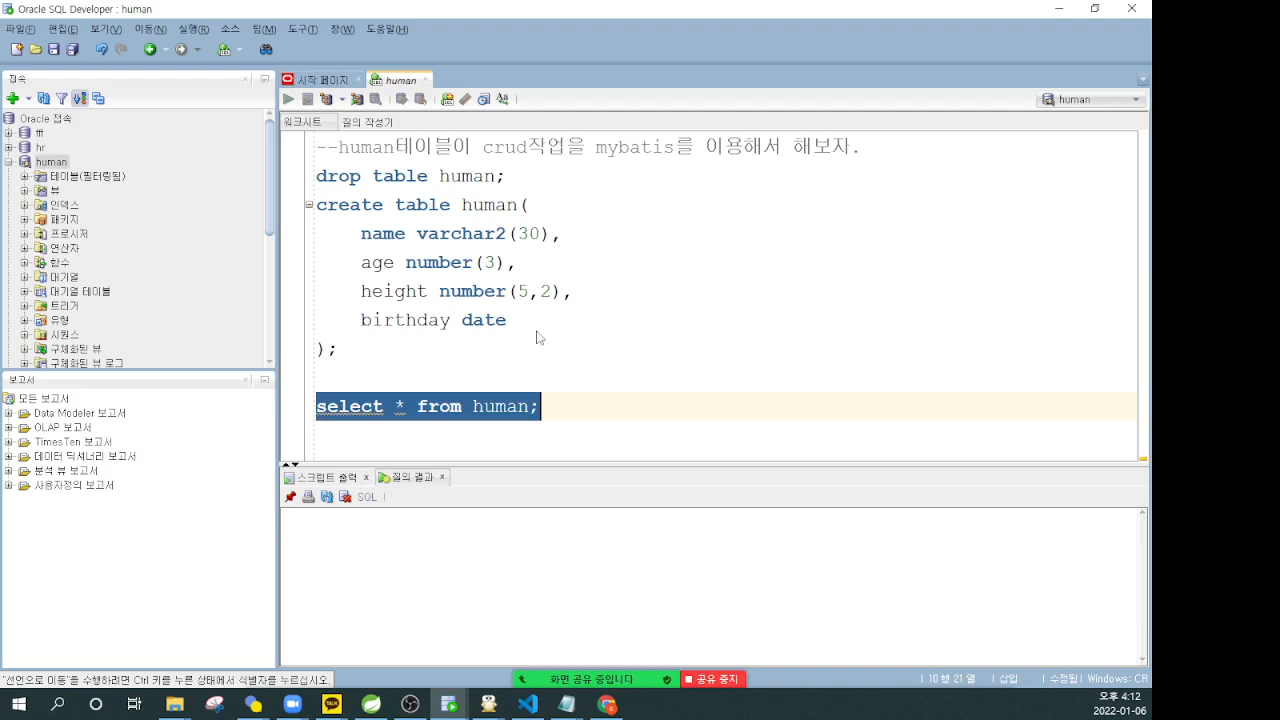 Oracle SQL Developer : human
파일(F) 편집(E) 보기(V) 이동(N) 실행(R) 소스 팀(M) 도구(T) 창(W) 도움말(H)
접속
Oracle 접속
fff
hr
human
테이블(필터링됨)
뷰
인덱스
패키지
프로시저
연산자
함수
대기열
대기열 테이블
트리거
유형
시퀀스
구체화된 뷰
구체화된 뷰 로그
보고서
모든 보고서
Data Modeler 보고서
OLAP 보고서
TimesTen 보고서
데이터 딕셔너리 보고서
분석 뷰 보고서
사용자정의 보고서
시작 페이지 human
human
워크시트 질의 작성기
--human테이블이 crud작업을 mybatis를 이용해서 해보자.
drop table human;
create table human(
name varchar2(30),
age number(3),
height number(5,2),
birthday date
);
select * from human;
스크립트 출력 질의 결과
SQL
"선언으로 이동"을 수행하려면 Ctrl 키를 누른 상태에서 식별자를 누르십시오.
화면 공유 중입니다 공유 중지
10 행 21 열 삽입 수정됨 Windows: CR
TALK
오후 4:12
2022-01-06